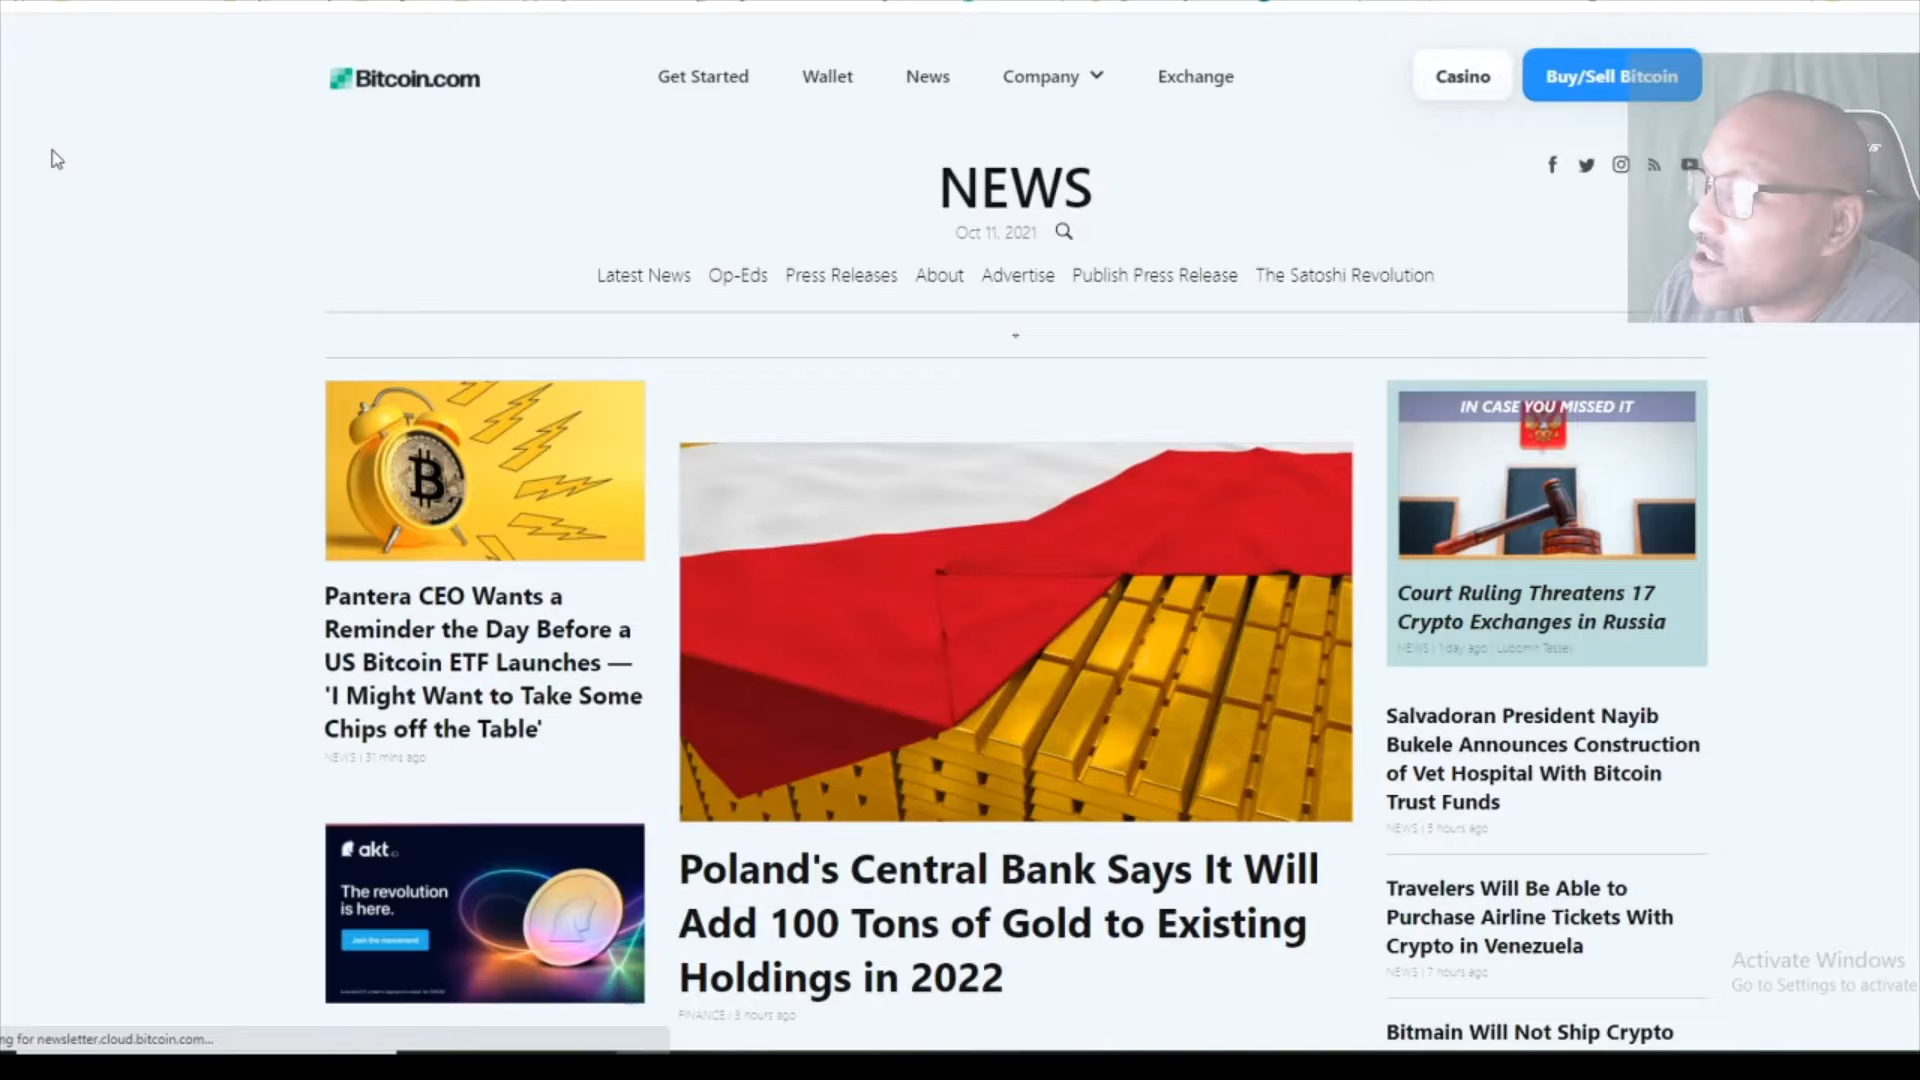 Bitcoin.com
Get Started Wallet News Company Exchange
Casino Buy/Sell Bitcoin
NEWS
Oct 11, 2021
Latest News Op-Eds Press Releases About Advertise Publish Press Release The Satoshi Revolution
Pantera CEO Wants a
Reminder the Day Before a
US Bitcoin ETF Launches —
'I Might Want to Take Some
Chips off the Table'
NEWS | 31 mins ago
akt.io
The revolution
is here.
Join the movement
Poland's Central Bank Says It Will
Add 100 Tons of Gold to Existing
Holdings in 2022
FINANCE | 3 hours ago
IN CASE YOU MISSED IT
Court Ruling Threatens 17
Crypto Exchanges in Russia
NEWS | 1 day ago | Lubomir Tassev
Salvadoran President Nayib
Bukele Announces Construction
of Vet Hospital With Bitcoin
Trust Funds
NEWS | 5 hours ago
Travelers Will Be Able to
Purchase Airline Tickets With
Crypto in Venezuela
NEWS | 7 hours ago
Bitmain Will Not Ship Crypto
Activate Windows
Go to Settings to activate
ng for newsletter.cloud.bitcoin.com...